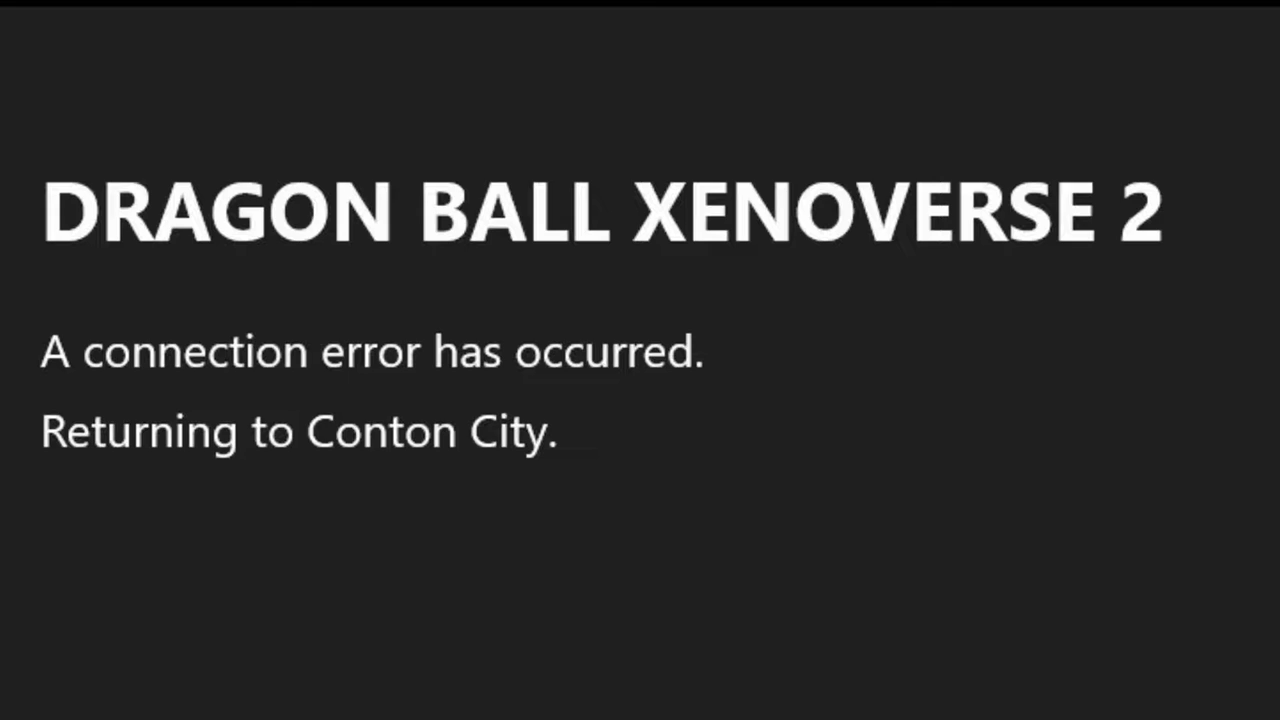 DRAGON BALL XENOVERSE 2
A connection error has occurred.
Returning to Conton City.